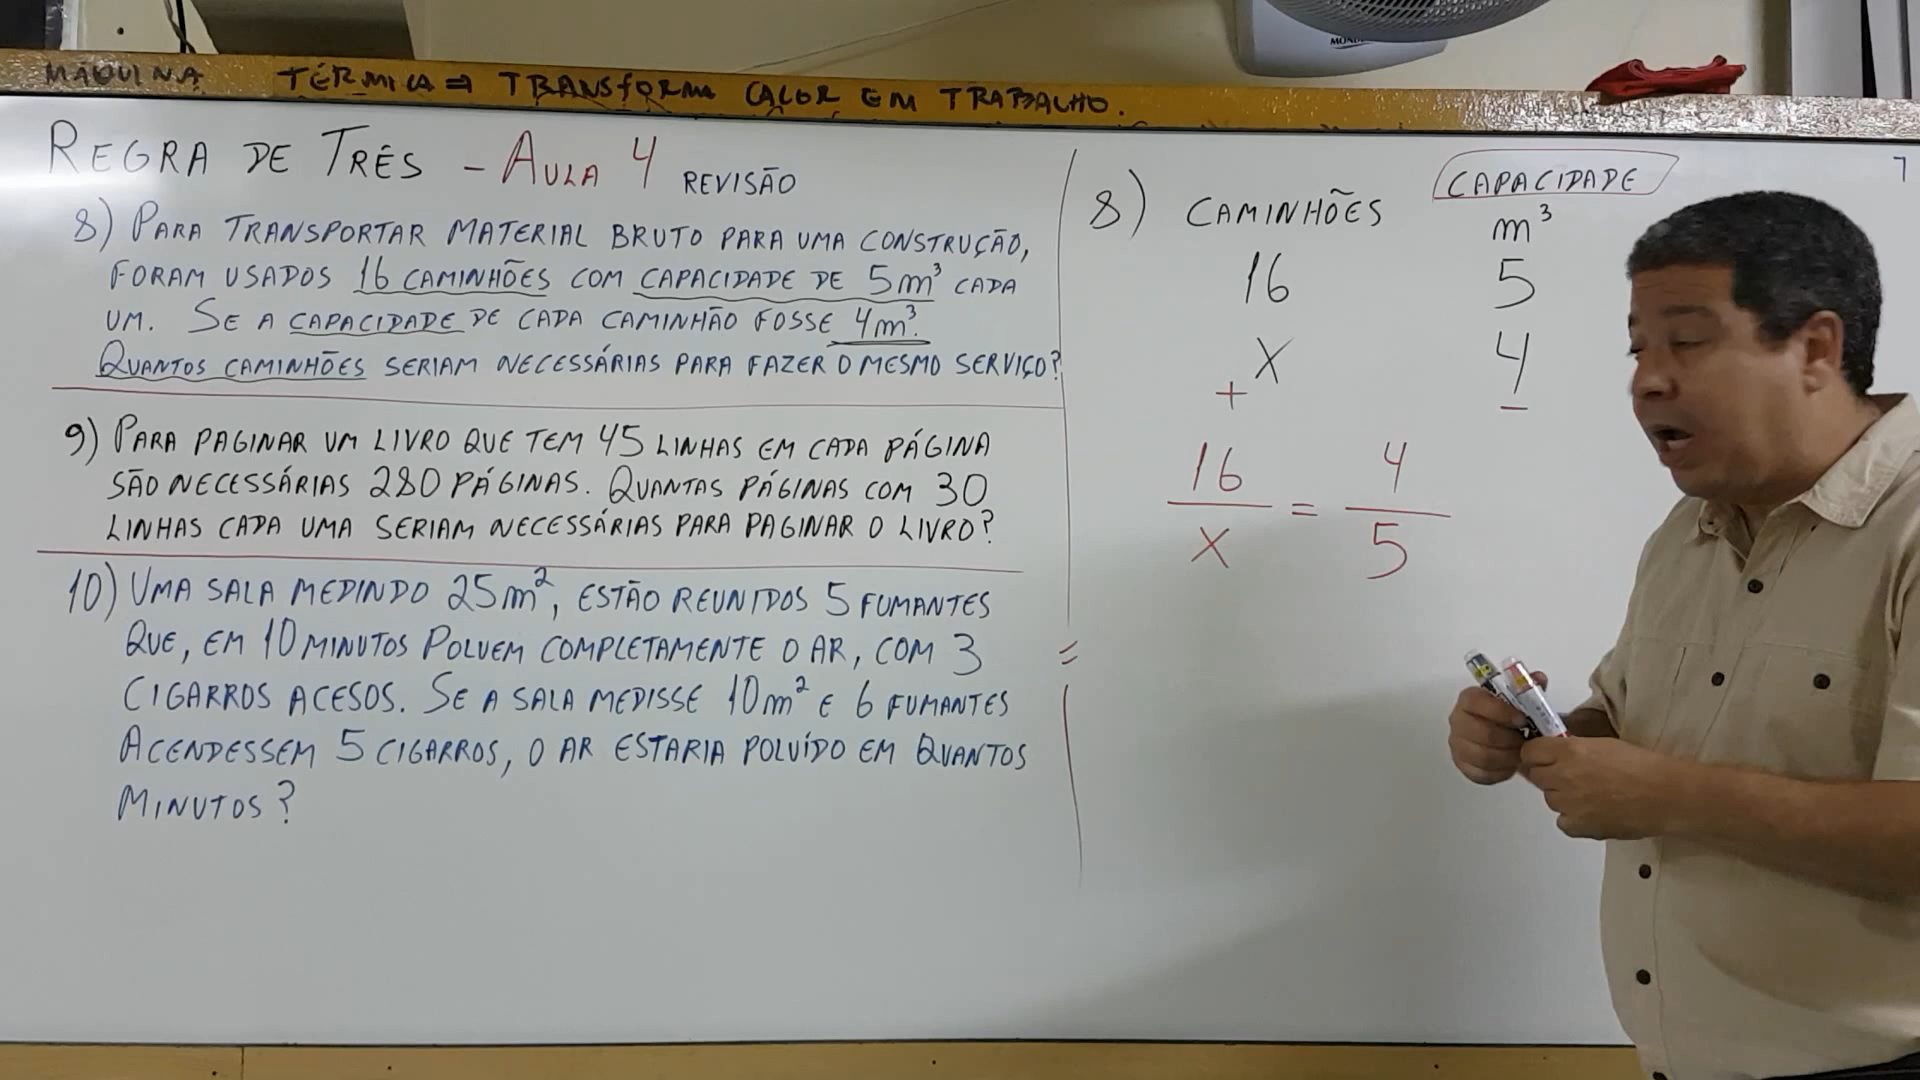 MÁQUINA TÉRMICA ⇒ TRANSFORMA CALOR EM TRABALHO.
REGRA DE TRÊS - AULA 4 REVISÃO
8) PARA TRANSPORTAR MATERIAL BRUTO PARA UMA CONSTRUÇÃO,
FORAM USADOS 16 CAMINHÕES COM CAPACIDADE DE 5m³ CADA
UM. SE A CAPACIDADE DE CADA CAMINHÃO FOSSE 4m³.
QUANTOS CAMINHÕES SERIAM NECESSÁRIAS PARA FAZER O MESMO SERVIÇO?
9) PARA PAGINAR UM LIVRO QUE TEM 45 LINHAS EM CADA PÁGINA
SÃO NECESSÁRIAS 280 PÁGINAS. QUANTAS PÁGINAS COM 30
LINHAS CADA UMA SERIAM NECESSÁRIAS PARA PAGINAR O LIVRO?
10) UMA SALA MEDINDO 25m², ESTÃO REUNIDOS 5 FUMANTES
QUE, EM 10 MINUTOS POLUEM COMPLETAMENTE O AR, COM 3
CIGARROS ACESOS. SE A SALA MEDISSE 10m² E 6 FUMANTES
ACENDESSEM 5 CIGARROS, O AR ESTARIA POLUÍDO EM QUANTOS
MINUTOS?
=
7
CAPACIDADE
8) CAMINHÕES m³
16 5
X 4
+ -
16 4
= 
X 5